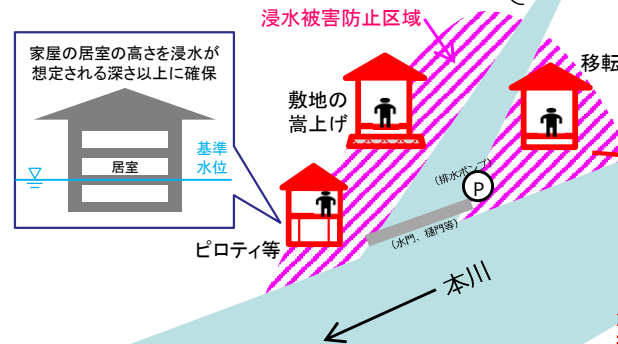 浸水被害防止区域
家屋の居室の高さを浸水が
想定される深さ以上に確保
基準
水位
居室
敷地の
嵩上げ
移転
ピロティ等
(排水ポンプ)
P
(水門、樋門等)
本川